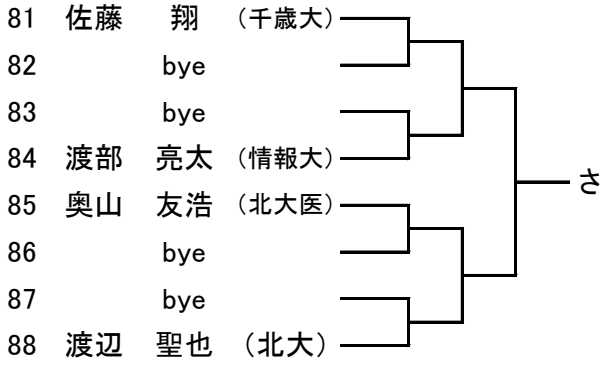 81 佐藤 翔 (千歳大)
82 bye
83 bye
84 渡部 亮太 (情報大)
85 奥山 友浩 (北大医)
86 bye
87 bye
88 渡辺 聖也 (北大)
さ